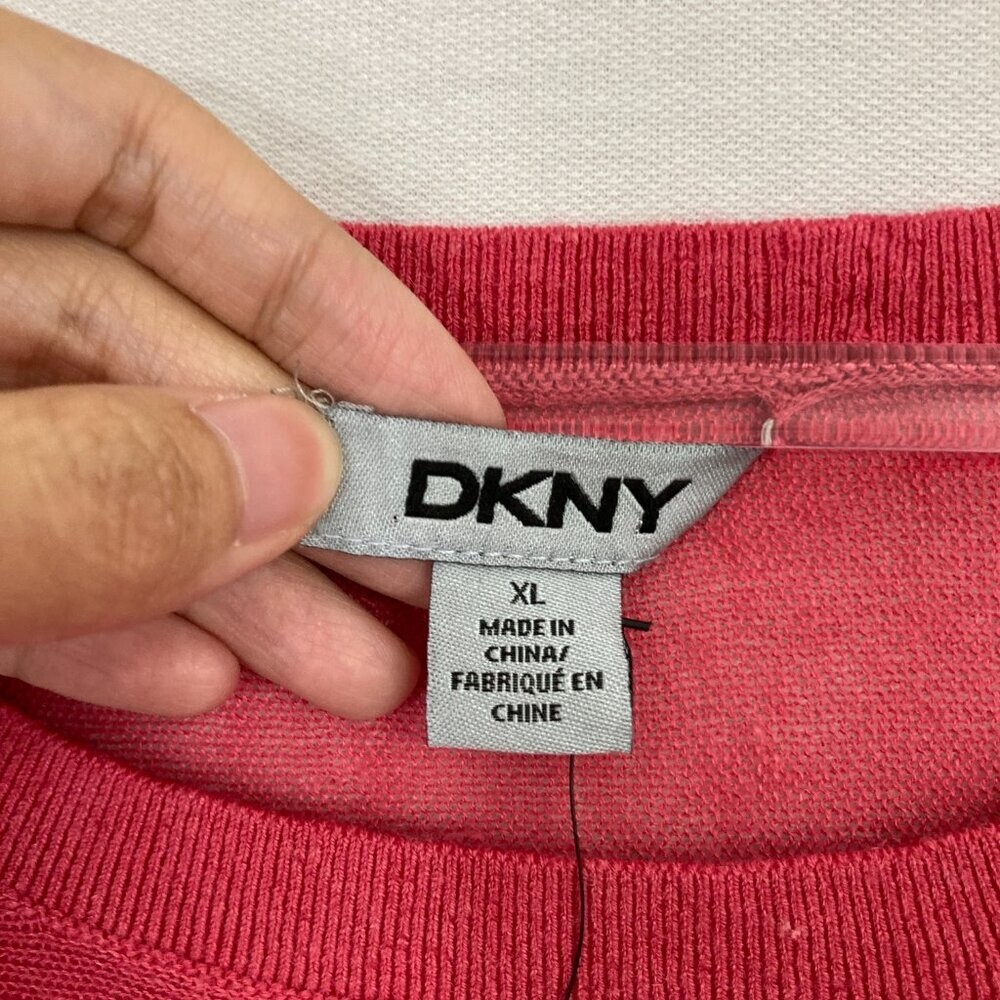 DKNY
XL
MADE IN
CHINA/
FABRIQUÉ EN
CHINE